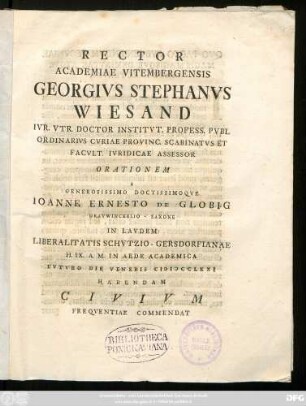 RECTOR
ACADEMIAE VITEMBERGENSIS
GEORGIVS STEPHANVS
WIESAND
IVR. VTR. DOCTOR INSTITVT. PROFESS. PVBL.
ORDINARIVS CVRIAE PROVINC. SCABINATVS ET
FACVLT. IVRIDICAE ASSESSOR
ORATIONEM
A
GENEROSISSIMO DOCTISSIMOQVE
IOANNE ERNESTO DE GLOBIG
SAXONE
IN LAVDEM
LIBERALITATIS SCHVTZIO-GERSDORFIANAE
H. IX. A. M. IN AEDE ACADEMICA
FVTVRO DIE VENERIS
HABENDAM
CIVIVM
FREQVENTIAE COMMENDAT
BIBLIOTHECA
PONICKAVIANA